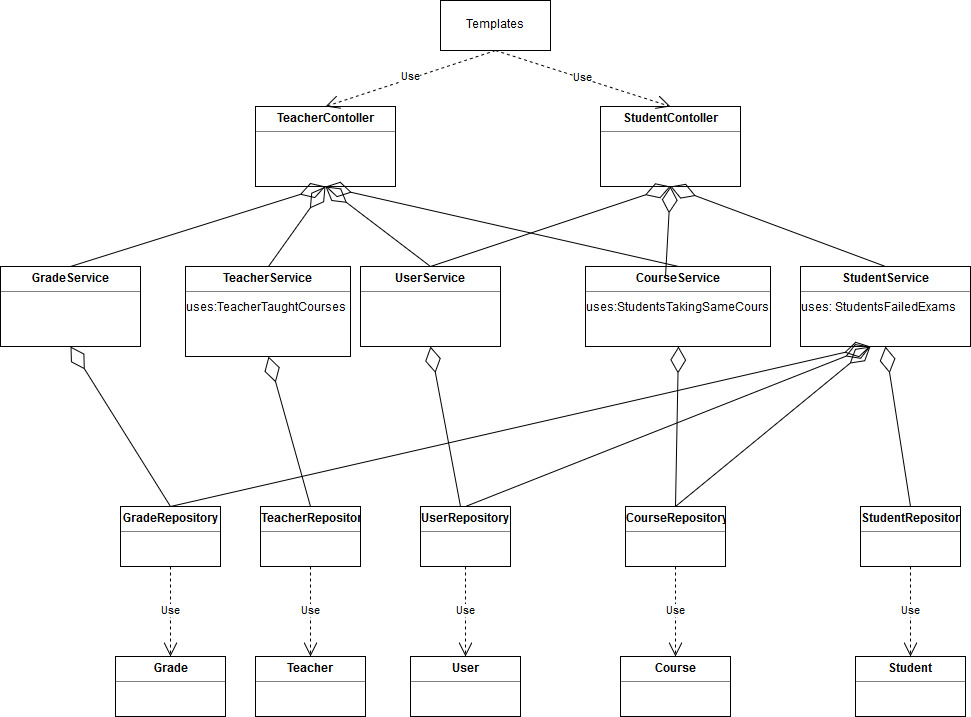 Templates
Use
Use
TeacherContoller
StudentContoller
GradeService
TeacherService
UserService
CourseService
StudentService
uses:TeacherTaughtCourses
uses:StudentsTakingSameCours
uses: StudentsFailedExams
GradeRepository
TeacherRepositor
UserRepository
CourseRepository
StudentRepositor
Use
Use
Use
Use
Use
Grade
Teacher
User
Course
Student